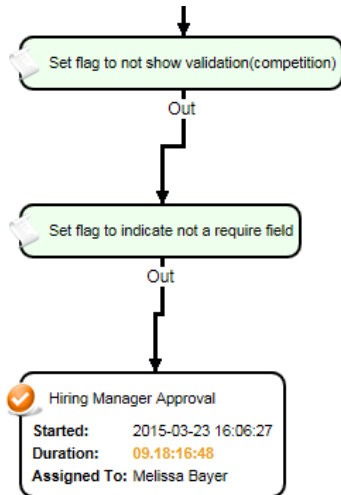 Set flag to not show validation(competition)
Out
Set flag to indicate not a require field
Out
Hiring Manager Approval
Started: 2015-03-23 16:06:27
Duration: 09.18:16:48
Assigned To: Melissa Bayer